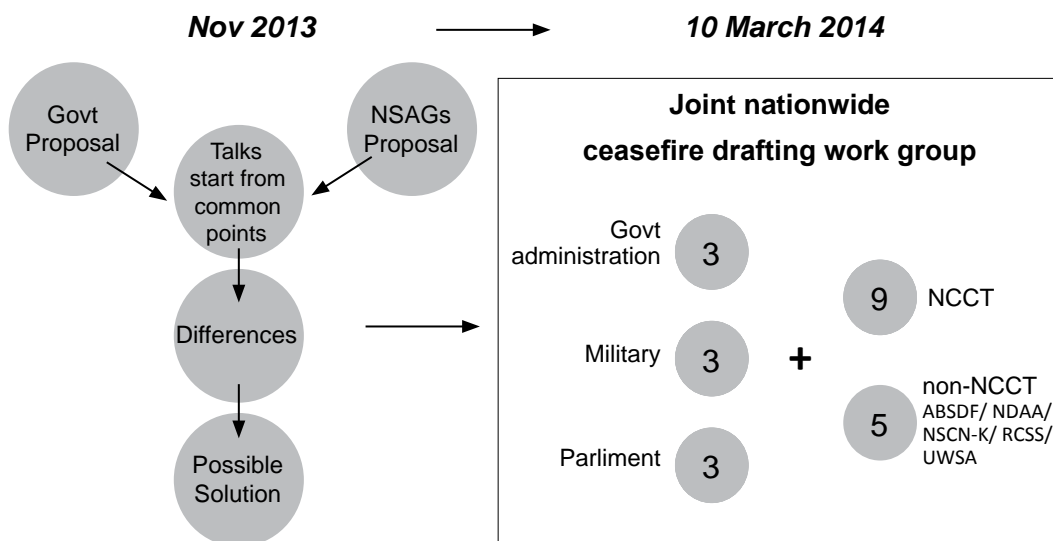 Nov 2013
10 March 2014
Govt
Proposal
NSAGs
Proposal
Talks
start from
common
points
Differences
Possible
Solution
Joint nationwide
ceasefire drafting work group
Govt
administration
3
Military
3
Parliment
3
+
9
NCCT
5
non-NCCT
ABSDF/ NDAA/
NSCN-K/ RCSS/
UWSA